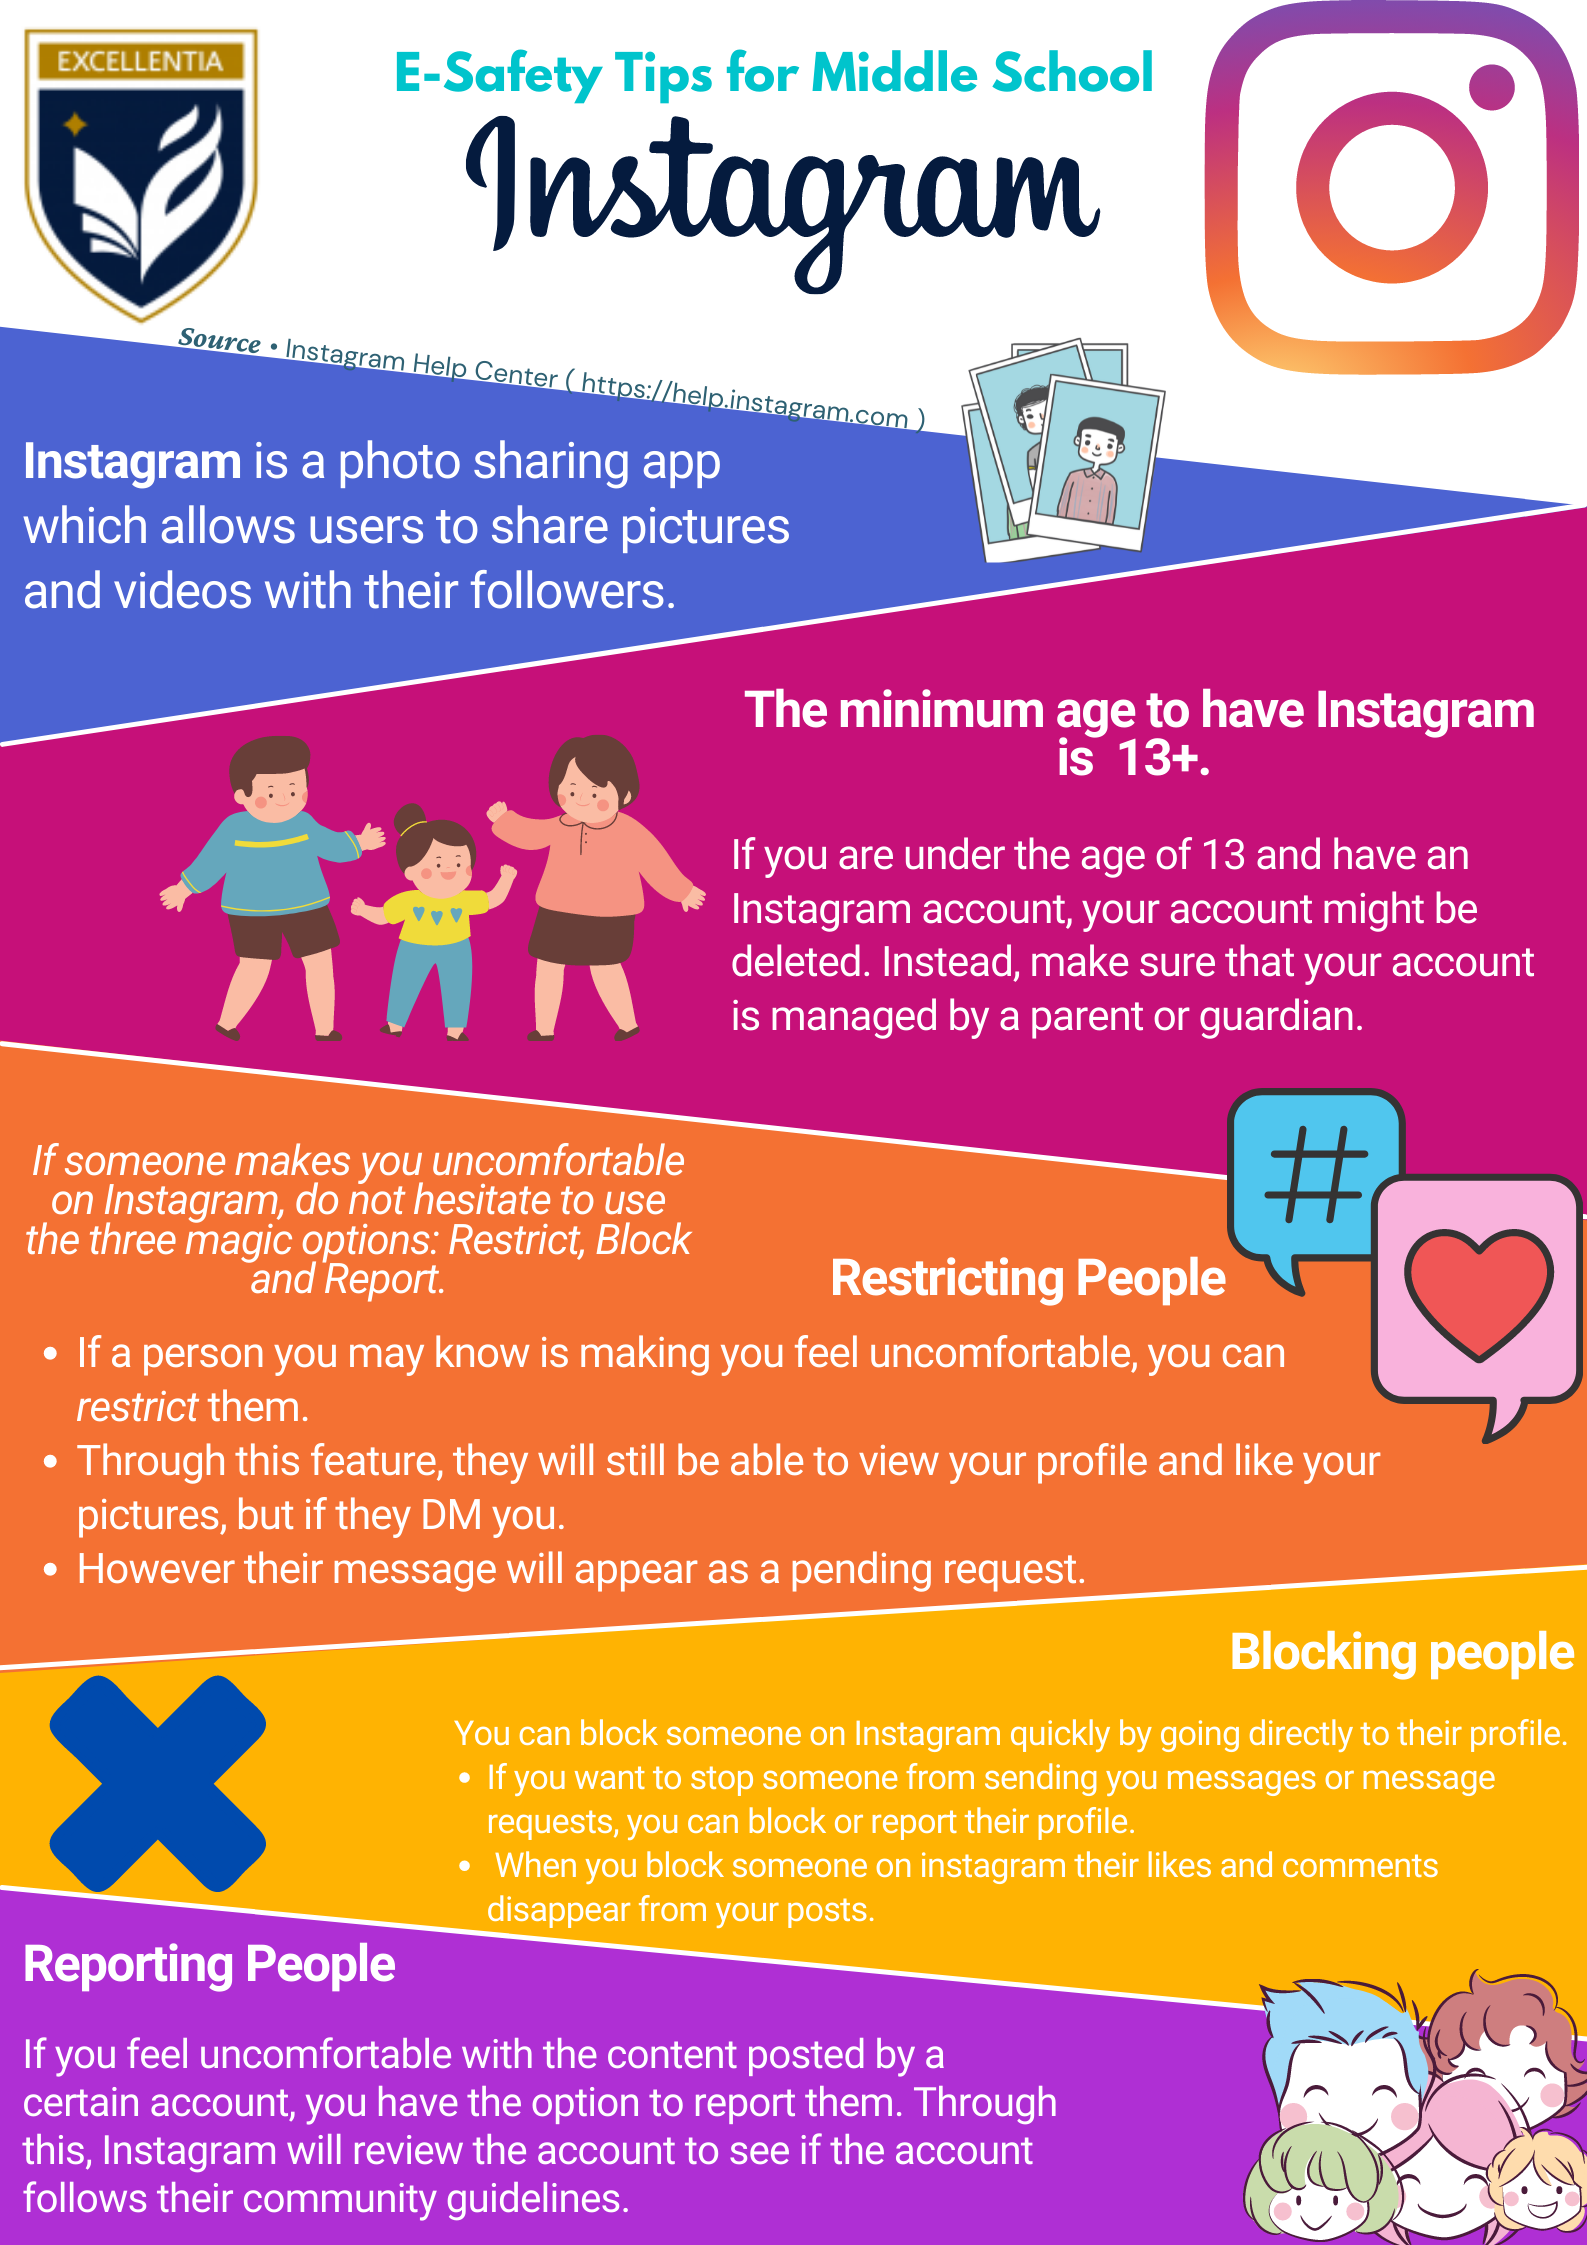 EXCELLENTIA
E-Safety Tips for Middle School
Instagram
Source • Instagram Help Center ( https://help.instagram.com )
Instagram is a photo sharing app
which allows users to share pictures
and videos with their followers.
The minimum age to have Instagram
is 13+.
If you are under the age of 13 and have an
Instagram account, your account might be
deleted. Instead, make sure that your account
is managed by a parent or guardian.
#
If someone makes you uncomfortable
on Instagram, do not hesitate to use
the three magic options: Restrict, Block
and Report.
Restricting People
• If a person you may know is making you feel uncomfortable, you can
restrict them.
• Through this feature, they will still be able to view your profile and like your
pictures, but if they DM you.
• However their message will appear as a pending request.
Blocking people
You can block someone on Instagram quickly by going directly to their profile.
• If you want to stop someone from sending you messages or message
requests, you can block or report their profile.
• When you block someone on instagram their likes and comments
disappear from your posts.
Reporting People
If you feel uncomfortable with the content posted by a
certain account, you have the option to report them. Through
this, Instagram will review the account to see if the account
follows their community guidelines.